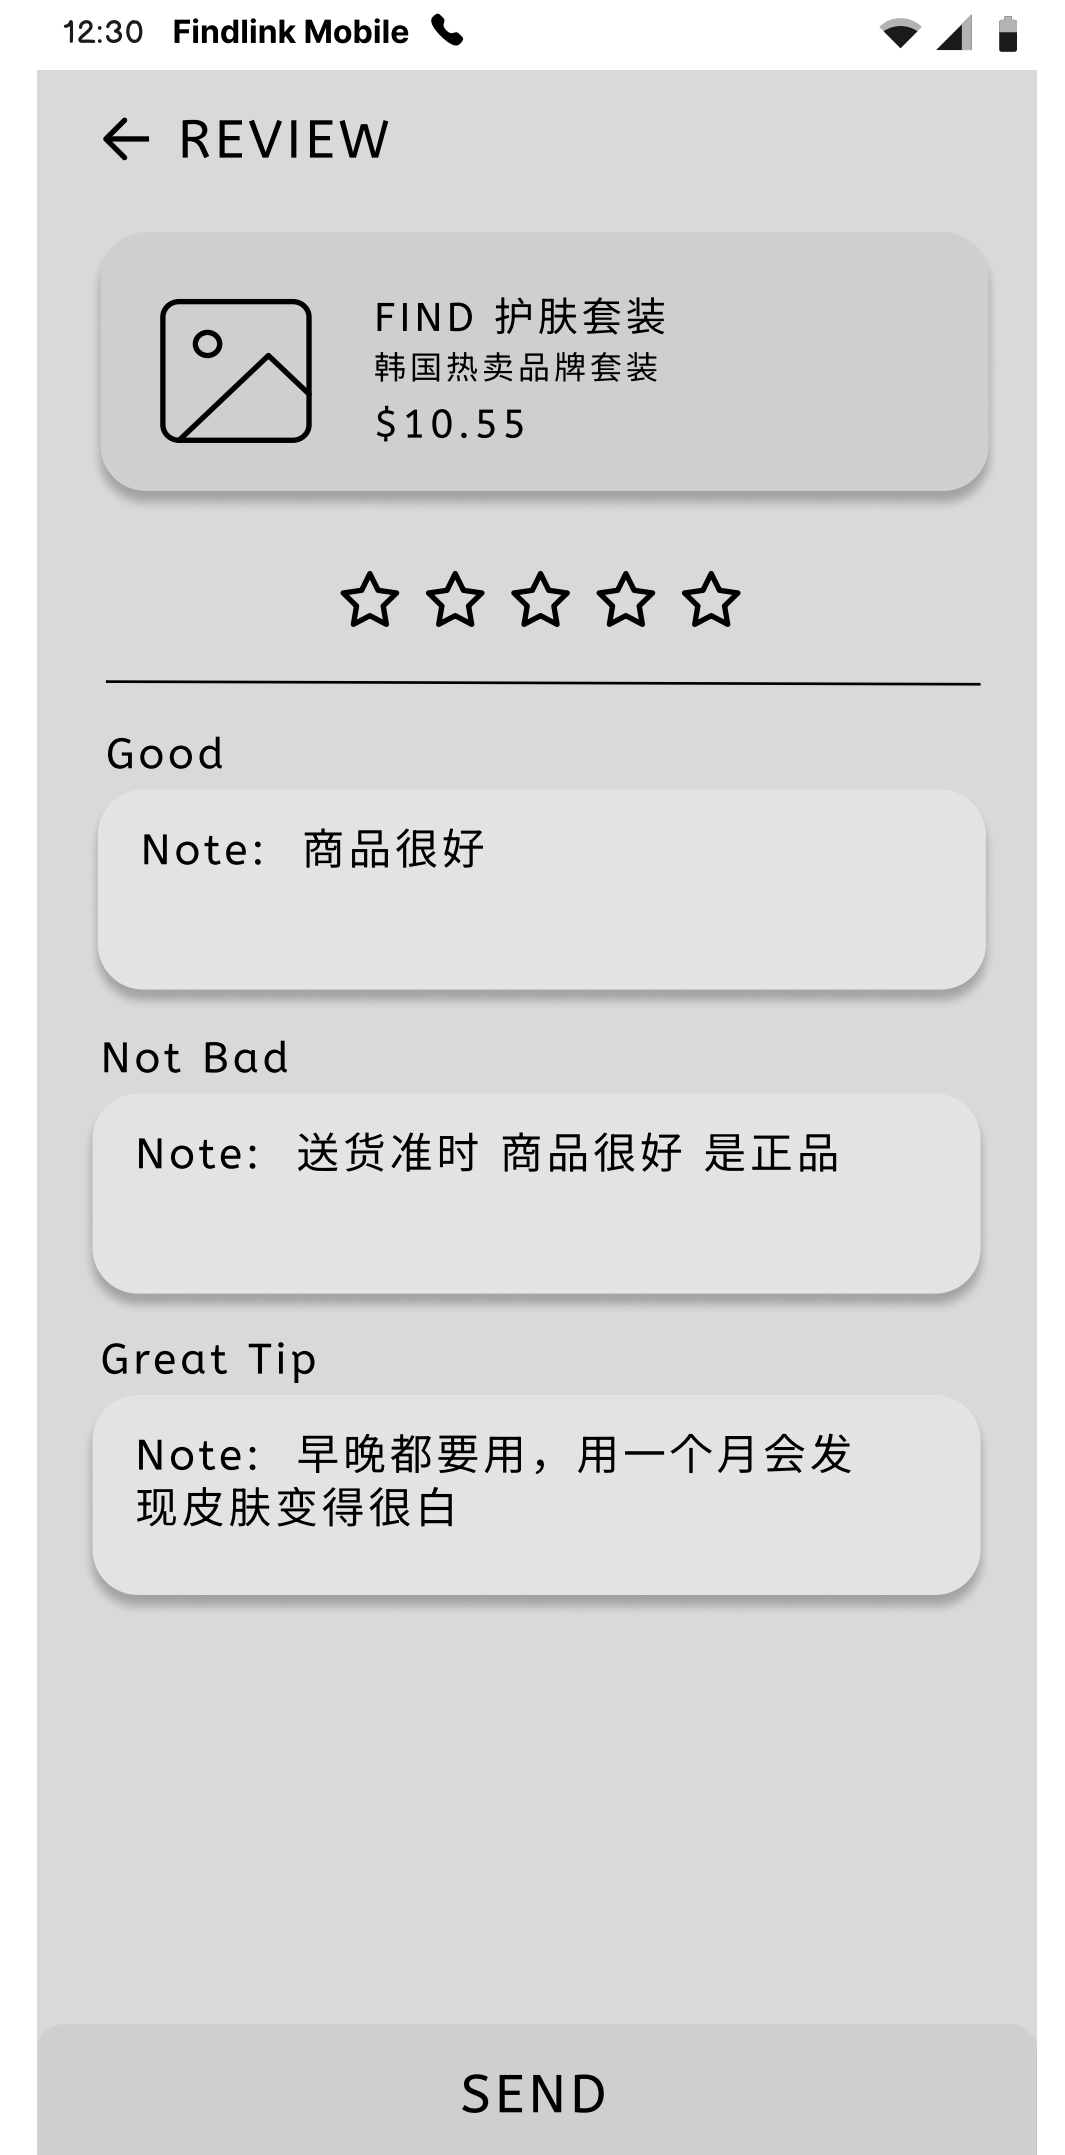 12:30 Findlink Mobile
REVIEW
FIND 护肤套装
韩国热卖品牌套装
$10.55
Good
Note: 商品很好
Not Bad
Note: 送货准时 商品很好 是正品
Great Tip
Note: 早晚都要用，用一个月会发
现皮肤变得很白
SEND